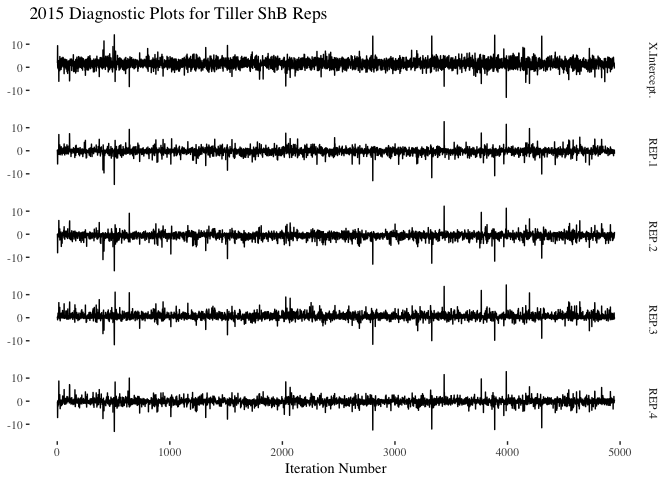 2015 Diagnostic Plots for Tiller ShB Reps
10
0
-10
X.Intercept.
10
0
-10
REP.1
10
0
-10
REP.2
10
0
-10
REP.3
10
0
-10
REP.4
0 1000 2000 3000 4000 5000
Iteration Number